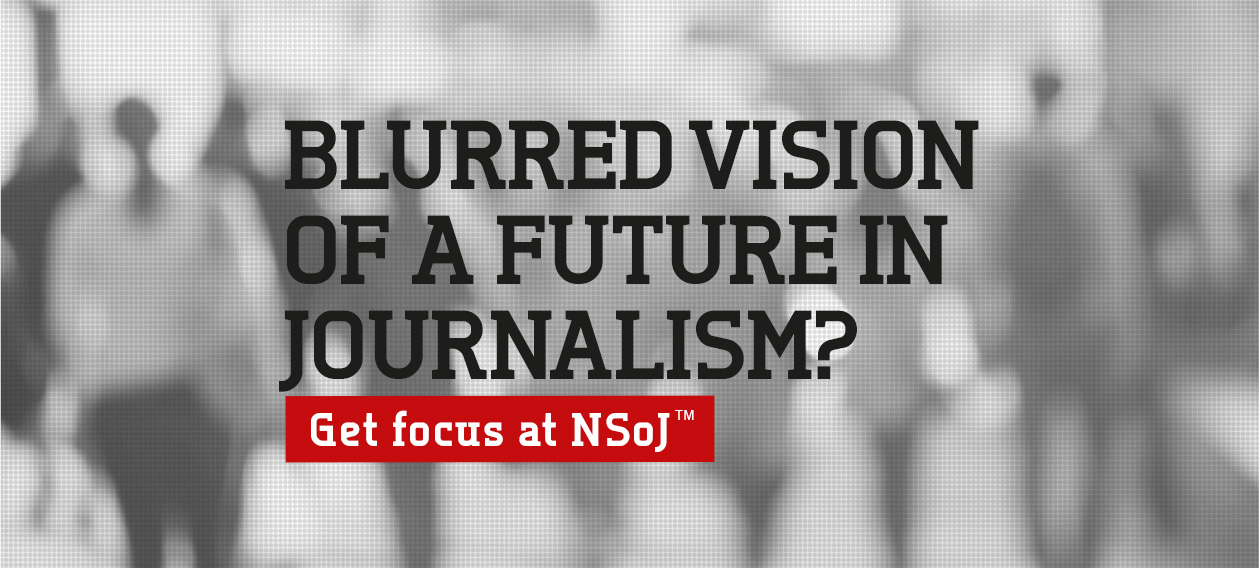 BLURRED VISION
OF A FUTURE IN
JOURNALISM?
Get focus at NSoJ™